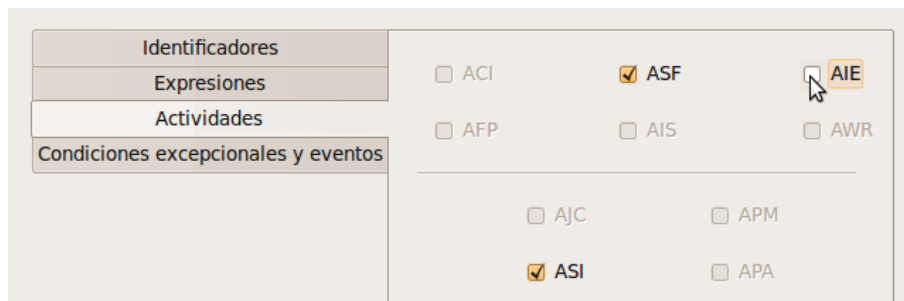 Identificadores
Expresiones
Actividades
Condiciones excepcionales y eventos
ACI ASF AIE
AFP AIS AWR
AJC APM
ASI APA